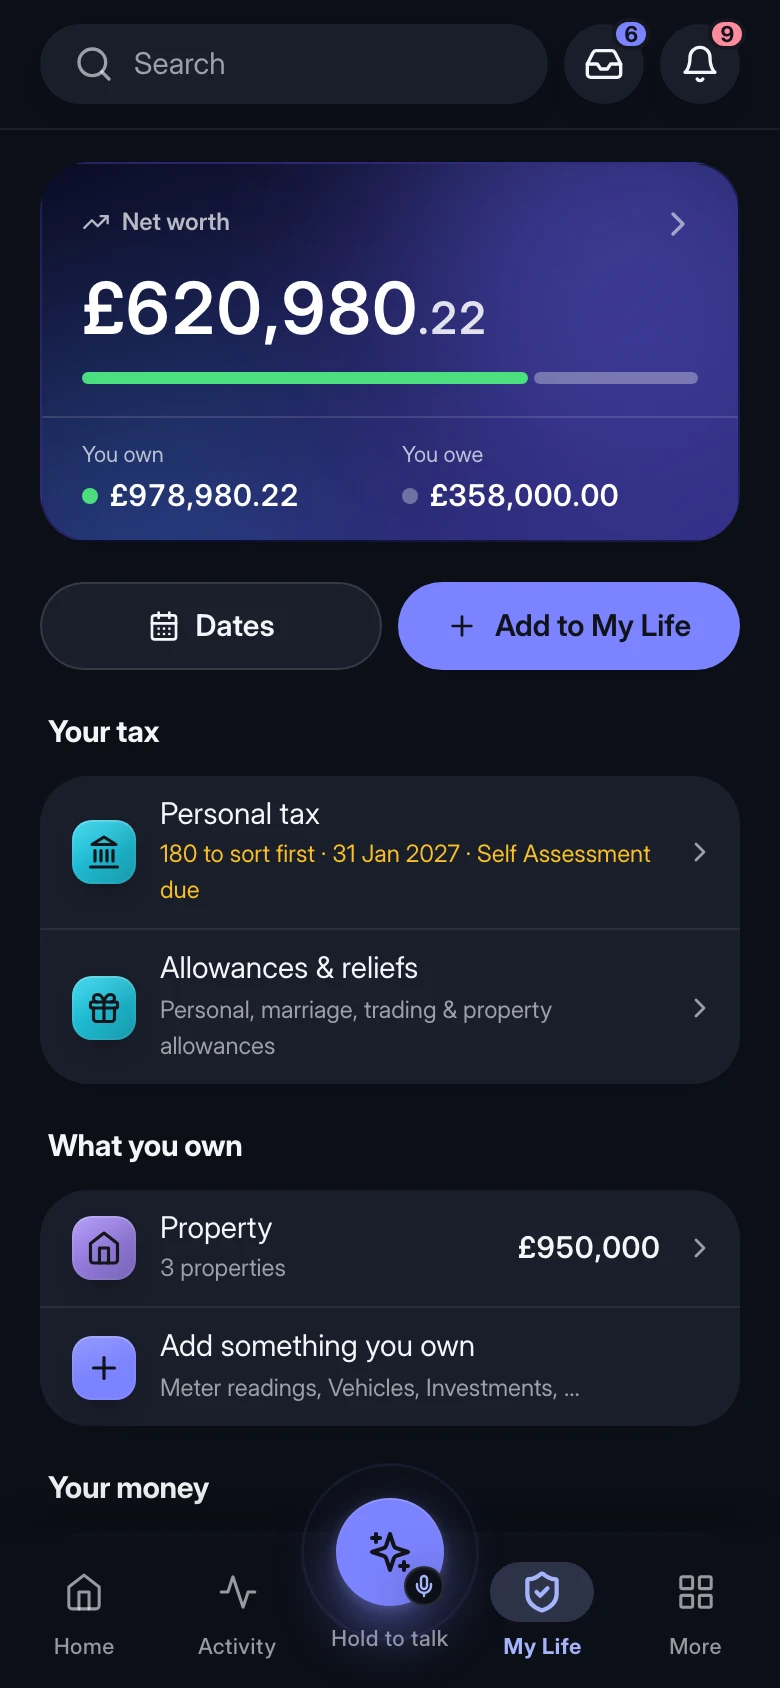 Search
6
9
Net worth
£620,980.22
You own
You owe
£978,980.22
£358,000.00
Dates
Add to My Life
Your tax
Personal tax
180 to sort first · 31 Jan 2027 · Self Assessment
due
Allowances & reliefs
Personal, marriage, trading & property
allowances
What you own
Property
£950,000
3 properties
Add something you own
Meter readings, Vehicles, Investments, ...
Your money
Home
Activity
Hold to talk
My Life
More